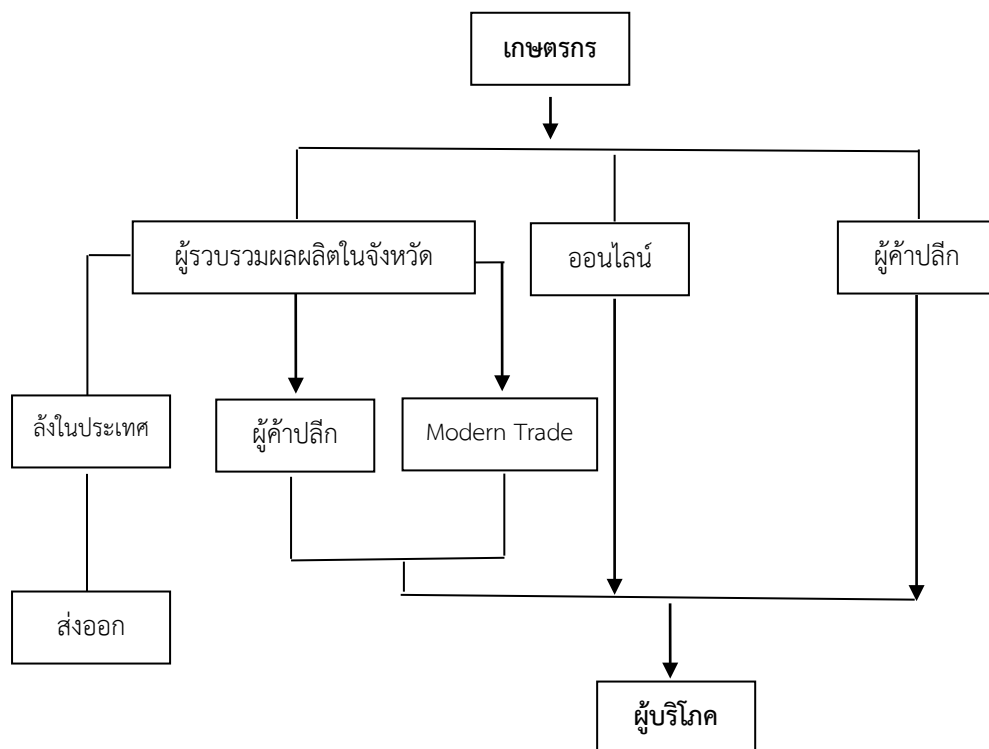 เกษตรกร
ผู้รวบรวมผลผลิตในจังหวัด
ออนไลน์
ผู้ค้าปลีก
ล้งในประเทศ
ผู้ค้าปลีก
Modern Trade
ส่งออก
ผู้บริโภค